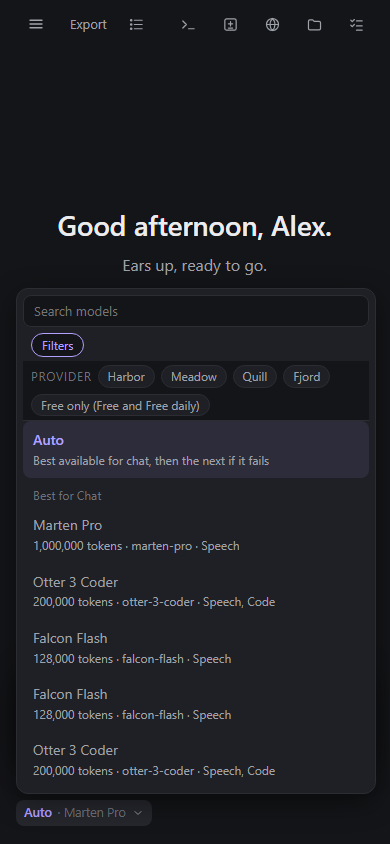 Export
Good afternoon, Alex.
Ears up, ready to go.
Search models
Filters
PROVIDER Harbor Meadow Quill Fjord
Free only (Free and Free daily)
Auto
Best available for chat, then the next if it fails
Best for Chat
Marten Pro
1,000,000 tokens · marten-pro · Speech
Otter 3 Coder
200,000 tokens · otter-3-coder · Speech, Code
Falcon Flash
128,000 tokens · falcon-flash · Speech
Falcon Flash
128,000 tokens · falcon-flash · Speech
Otter 3 Coder
200,000 tokens · otter-3-coder · Speech, Code
Auto · Marten Pro